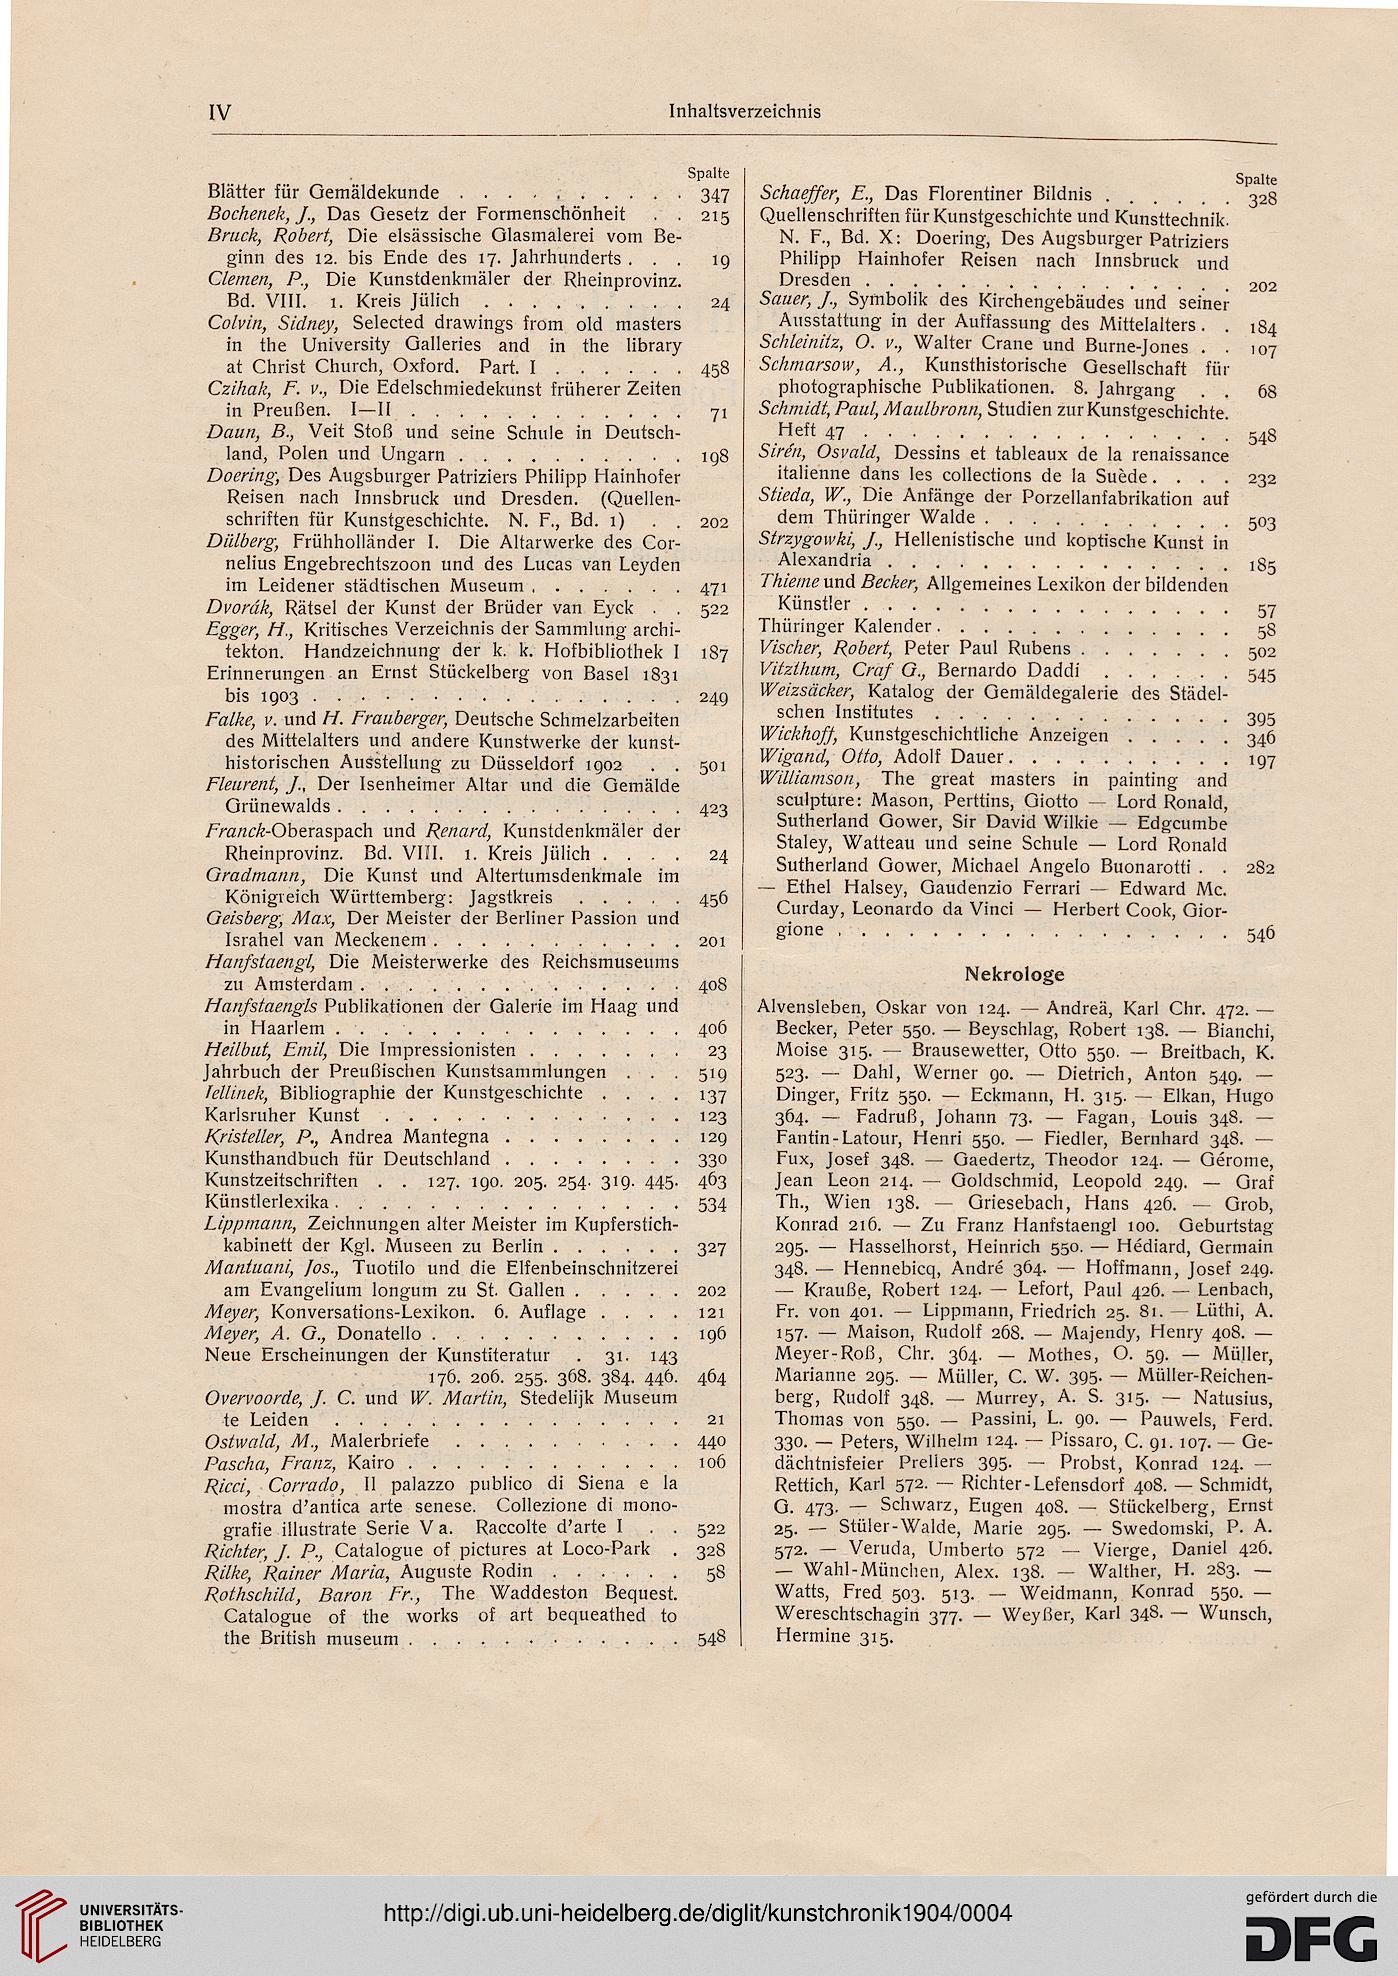 IV
Inhaltsverzeichnis
Spalte
Blätter für Gemäldekunde . . . . . . . . . . 347
Bochenek, J., Das Gesetz der Formenschönheit . . 215
Bruck, Robert, Die elsässische Glasmalerei vom Be-
ginn des 12. bis Ende des 17. Jahrhunderts . . . 19
Clemen, P., Die Kunstdenkmäler der Rheinprovinz.
Bd. VIII. 1. Kreis Jülich . . . . . . . . . 24
Colvin, Sidney, Selected drawings from old masters
in the University Galleries and in the library
at Christ Church, Oxford. Part. I . . . . . . 458
Czihak, F. v., Die Edelschmiedekunst früherer Zeiten
in Preußen. I—II . . . . . . . . . . . . 71
Daun, B., Veit Stoß und seine Schule in Deutsch-
land, Polen und Ungarn . . . . . . . . . . 198
Doering, Des Augsburger Patriziers Philipp Hainhofer
Reisen nach Innsbruck und Dresden. (Quellen-
schriften für Kunstgeschichte. N. F., Bd. 1) . . 202
Dülberg, Frühholländer I. Die Altarwerke des Cor-
nelius Engebrechtszoon und des Lucas van Leyden
im Leidener städtischen Museum . . . . . . . 471
Dvorák, Rätsel der Kunst der Brüder van Eyck . . 522
Egger, H., Kritisches Verzeichnis der Sammlung archi-
tekton. Handzeichnung der k. k. Hofbibliothek I 187
Erinnerungen an Ernst Stückelberg von Basel 1831
bis 1903 . . . . . . . . . . . . . . . . 249
Falke, v. und H. Frauberger, Deutsche Schmelzarbeiten
des Mittelalters und andere Kunstwerke der kunst-
historischen Ausstellung zu Düsseldorf 1902 . . 501
Fleurent, J., Der Isenheimer Altar und die Gemälde
Grünewalds . . . . . . . . . . . . . . . 423
Franck-Oberaspach und Renard, Kunstdenkmäler der
Rheinprovinz. Bd. VIII. 1. Kreis Jülich . . . . 24
Gradmann, Die Kunst und Altertumsdenkmale im
Königreich Württemberg: Jagstkreis . . . . . 456
Geisberg, Max, Der Meister der Berliner Passion und
Israhel van Meckenem . . . . . . . . . . . 201
Hanfstaengl, Die Meisterwerke des Reichsmuseums
zu Amsterdam . . . . . . . . . . . . . . 408
Hanfstaengls Publikationen der Galerie im Haag und
in Haarlem . . . . . . . . . . . . . . . 406
Heilbut, Emil, Die Impressionisten . . . . . . . 23
Jahrbuch der Preußischen Kunstsammlungen . . . 519
Jellinek, Bibliographie der Kunstgeschichte . . . . 137
Karlsruher Kunst . . . . . . . . . . . . . 123
Kristeller, P., Andrea Mantegna . . . . . . . . 129
Kunsthandbuch für Deutschland . . . . . . . . 330
Kunstzeitschriften . . 127. 190. 205. 254. 319. 445. 463
Künstlerlexika . . . . . . . . . . . . . . . 534
Lippmann, Zeichnungen alter Meister im Kupferstich-
kabinett der Kgl. Museen zu Berlin . . . . . . 327
Mantuani, Jos., Tuotilo und die Elfenbeinschnitzerei
am Evangelium longum zu St. Gallen . . . . . 202
Meyer, Konversations-Lexikon. 6. Auflage . . . . 121
Meyer, A. G., Donatello . . . . . . . . . . . 196
Neue Erscheinungen der Kunstiteratur . 31. 143
176. 206. 255. 368. 384. 446. 464
Overvoorde, J. C. und W. Martin, Stedelijk Museum
te Leiden . . . . . . . . . . . . . . . 21
Ostwald, M., Malerbriefe . . . . . . . . . . 440
Pascha, Franz, Kairo . . . . . . . . . . . . 106
Ricci, Corrado, Il palazzo publico di Siena e la
mostra d'antica arte senese. Collezione di mono-
grafie illustrate Serie V a. Raccolte d'arte I . . 522
Richter, J. P., Catalogue of pictures at Loco-Park . 328
Rilke, Rainer Maria, Auguste Rodin . . . . . . 58
Rothschild, Baron Fr., The Waddeston Bequest.
Catalogue of the works of art bequeathed to
the British museum . . . . . . . . . . . . 548
Spalte
Schaeffer, E., Das Florentiner Bildnis . . . . . . 328
Quellenschriften für Kunstgeschichte und Kunsttechnik.
N. F., Bd. X: Doering, Des Augsburger Patriziers
Philipp Hainhofer Reisen nach Innsbruck und
Dresden . . . . . . . . . . . . . . . . 202
Sauer, J., Symbolik des Kirchengebäudes und seiner
Ausstattung in der Auffassung des Mittelalters . . 184
Schleinitz, O. v., Walter Crane und Burne-Jones . . 107
Schmarsow, A., Kunsthistorische Gesellschaft für
photographische Publikationen. 8. Jahrgang . . 68
Schmidt, Paul, Maulbronn, Studien zur Kunstgeschichte.
Heft 47 . . . . . . . . . . . . . . . . 548
Sirén, Osvald, Dessins et tableaux de la renaissance
italienne dans les collections de la Suède . . . . 232
Stieda, W., Die Anfänge der Porzellanfabrikation auf
dem Thüringer Walde . . . . . . . . . . . 503
Strzygowki, J., Hellenistische und koptische Kunst in
Alexandria . . . . . . . . . . . . . . . 185
Thieme und Becker, Allgemeines Lexikon der bildenden
Künstler . . . . . . . . . . . . . . . . 57
Thüringer Kalender . . . . . . . . . . . . . 58
Vischer, Robert, Peter Paul Rubens . . . . . . . 502
Vitzthum, Graf G., Bernardo Daddi . . . . . . 545
Weizsäcker, Katalog der Gemäldegalerie des Städel-
schen Institutes . . . . . . . . . . . . . 395
Wickhoff, Kunstgeschichtliche Anzeigen . . . . . 346
Wigand, Otto, Adolf Dauer . . . . . . . . . . 197
Williamson, The great masters in painting and
sculpture: Mason, Perttins, Giotto — Lord Ronald,
Sutherland Gower, Sir David Wilkie — Edgcumbe
Staley, Watteau und seine Schule — Lord Ronald
Sutherland Gower, Michael Angelo Buonarotti . . 282
— Ethel Halsey, Gaudenzio Ferrari — Edward Mc.
Curday, Leonardo da Vinci — Herbert Cook, Gior-
gione . . . . . . . . . . . . . . . . . 546
Nekrologe
Alvensleben, Oskar von 124. — Andreä, Karl Chr. 472. —
Becker, Peter 550. — Beyschlag, Robert 138. — Bianchi,
Moise 315. — Brausewetter, Otto 550. — Breitbach, K.
523. — Dahl, Werner 90. — Dietrich, Anton 549. —
Dinger, Fritz 550. — Eckmann, H. 315. — Elkan, Hugo
364. — Fadruß, Johann 73. — Fagan, Louis 348. —
Fantin-Latour, Henri 550. — Fiedler, Bernhard 348. —
Fux, Josef 348. — Gaedertz, Theodor 124. — Gérome,
Jean Leon 214. — Goldschmid, Leopold 249. — Graf
Th., Wien 138. — Griesebach, Hans 426. — Grob,
Konrad 216. — Zu Franz Hanfstaengl 100. Geburtstag
295. — Hasselhorst, Heinrich 550. — Hédiard, Germain
348. — Hennebicq, André 364. — Hoffmann, Josef 249.
— Krauße, Robert 124. — Lefort, Paul 426. — Lenbach,
Fr. von 401. — Lippmann, Friedrich 25. 81. — Lüthi, A.
157. — Maison, Rudolf 268. — Majendy, Henry 408. —
Meyer-Roß, Chr. 364. — Mothes, O. 59. — Müller,
Marianne 295. — Müller, C. W. 395. — Müller-Reichen-
berg, Rudolf 348. — Murrey, A. S. 315. — Natusius,
Thomas von 550. — Passini, L. 90. — Pauwels, Ferd.
330. — Peters, Wilhelm 124. — Pissaro, C. 91. 107. — Ge-
dächtnisfeier Prellers 395. — Probst, Konrad 124. —
Rettich, Karl 572. — Richter-Lefensdorf 408. — Schmidt,
G. 473. — Schwarz, Eugen 408. — Stückelberg, Ernst
25. — Stüler-Walde, Marie 295. — Swedomski, P. A.
572. — Veruda, Umberto 572 — Vierge, Daniel 426.
— Wahl-München, Alex. 138. — Walther, H. 283. —
Watts, Fred 503. 513. — Weidmann, Konrad 550. —
Wereschtschagin 377. — Weyßer, Karl 348. — Wunsch,
Hermine 315.
UNIVERSITÄTS-
BIBLIOTHEK
HEIDELBERG
http://digi.ub.uni-heidelberg.de/diglit/kunstchronik1904/0004
gefördert durch die
DFG